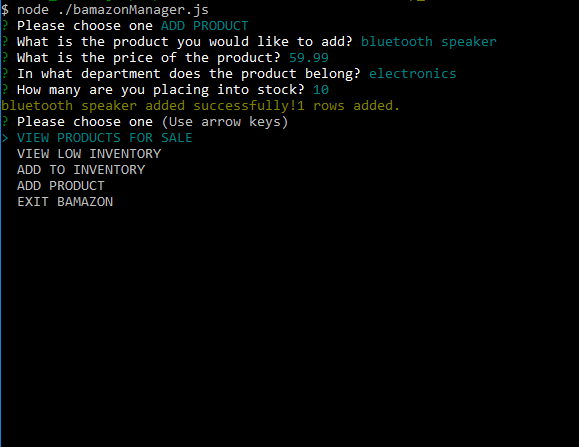 $ node ./bamazonManager.js
? Please choose one ADD PRODUCT
? What is the product you would like to add? bluetooth speaker
? What is the price of the product? 59.99
? In what department does the product belong? electronics
? How many are you placing into stock? 10
bluetooth speaker added successfully!1 rows added.
? Please choose one (Use arrow keys)
> VIEW PRODUCTS FOR SALE
VIEW LOW INVENTORY
ADD TO INVENTORY
ADD PRODUCT
EXIT BAMAZON